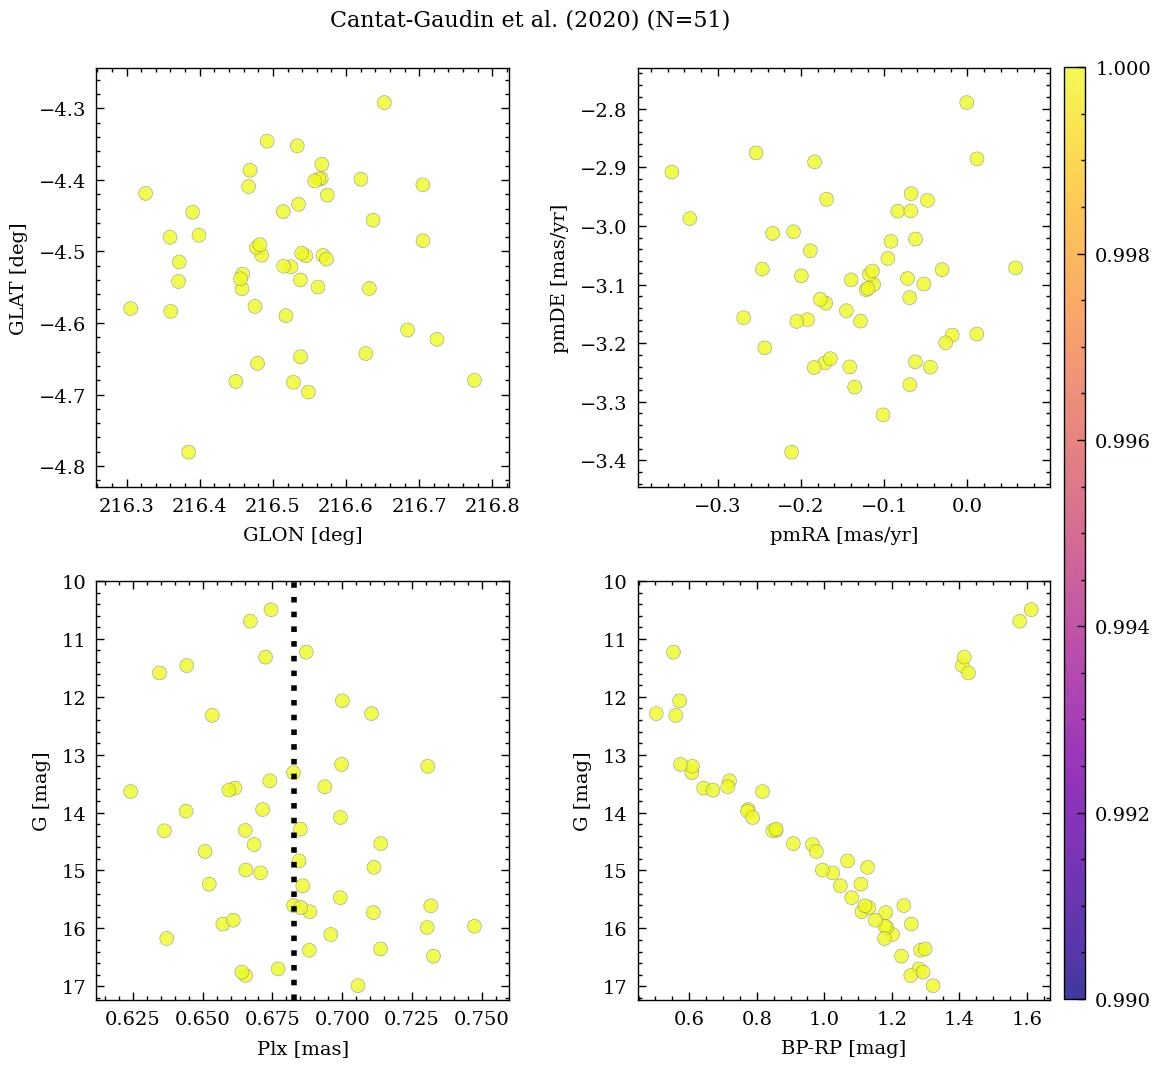 Cantat-Gaudin et al. (2020) (N=51)
−4.3
−4.4
−4.5
−4.6
−4.7
−4.8
GLAT [deg]
216.3 216.4 216.5 216.6 216.7 216.8
GLON [deg]
−2.8
−2.9
−3.0
−3.1
−3.2
−3.3
−3.4
pmDE [mas/yr]
−0.3 −0.2 −0.1 0.0
pmRA [mas/yr]
10
11
12
13
14
15
16
17
G [mag]
0.625 0.650 0.675 0.700 0.725 0.750
Plx [mas]
10
11
12
13
14
15
16
17
G [mag]
0.6 0.8 1.0 1.2 1.4 1.6
BP-RP [mag]
1.000
0.998
0.996
0.994
0.992
0.990